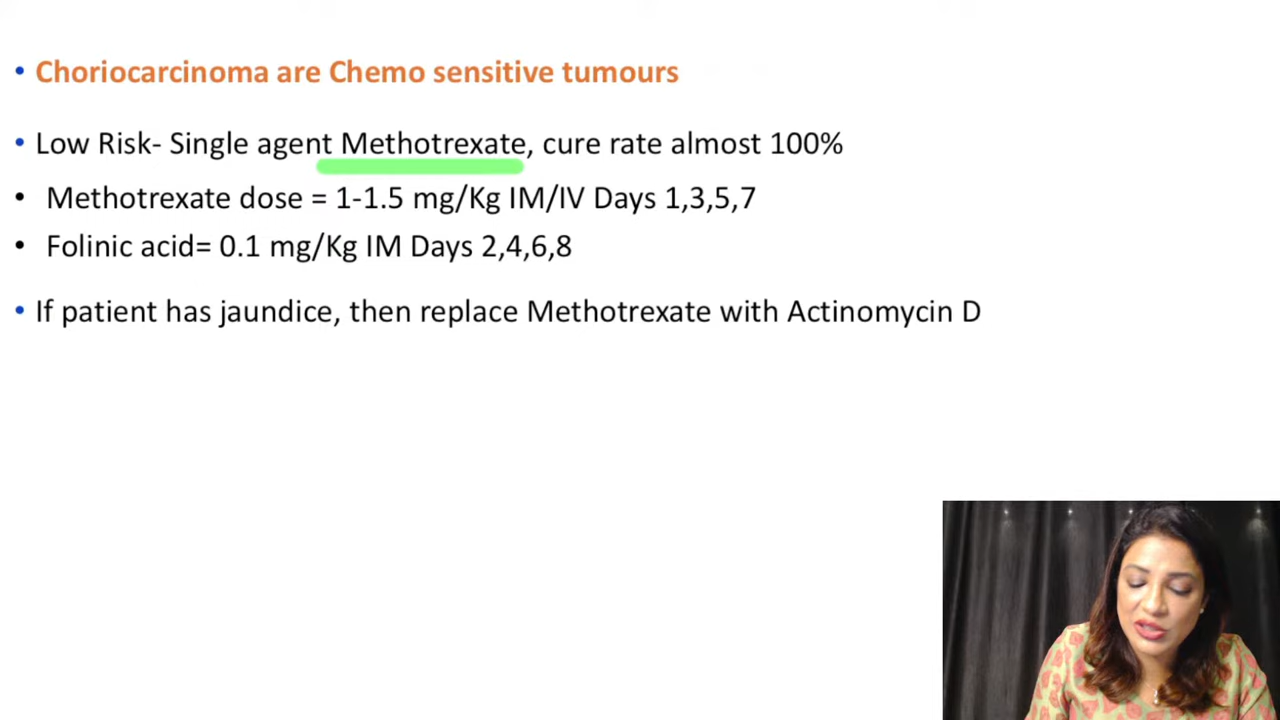 • Choriocarcinoma are Chemo sensitive tumours
• Low Risk- Single agent Methotrexate, cure rate almost 100%
• Methotrexate dose = 1-1.5 mg/Kg IM/IV Days 1,3,5,7
• Folinic acid= 0.1 mg/Kg IM Days 2,4,6,8
• If patient has jaundice, then replace Methotrexate with Actinomycin D